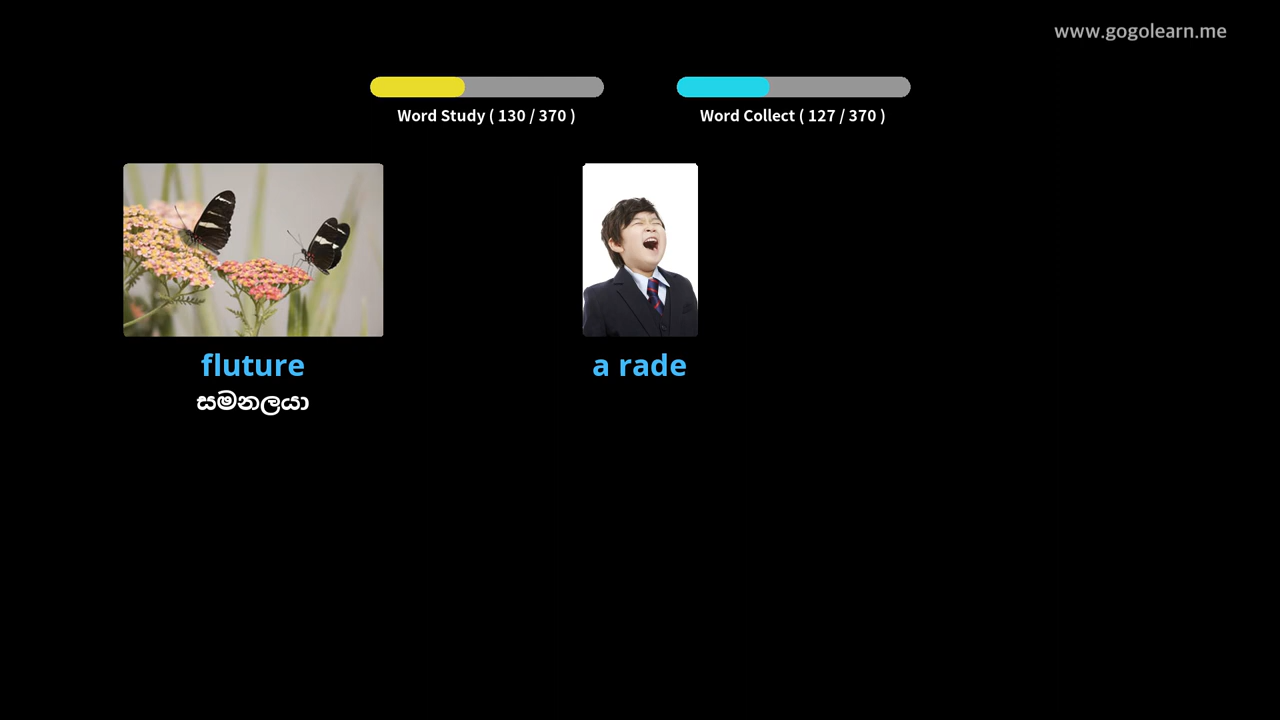 www.gogolearn.me
Word Study ( 130 / 370 )
Word Collect ( 127 / 370 )
fluture
සමනලයා
a rade